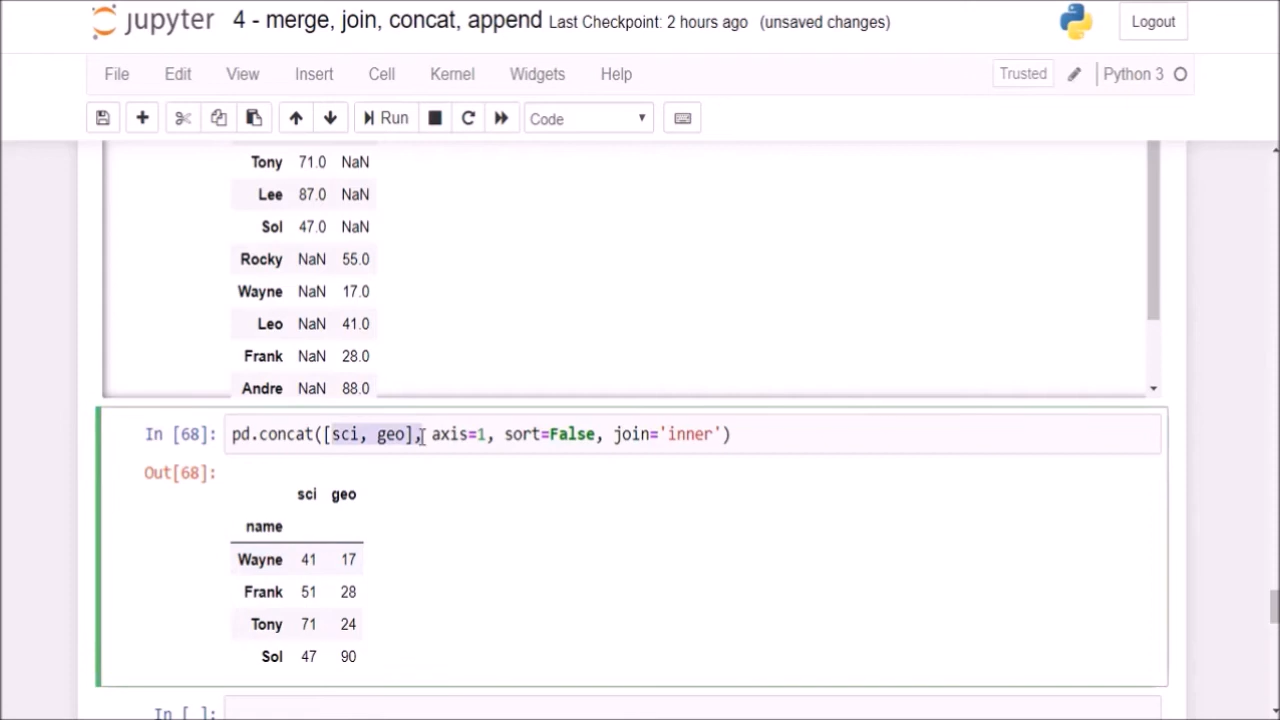 jupyter 4 - merge, join, concat, append Last Checkpoint: 2 hours ago (unsaved changes) Logout
File Edit View Insert Cell Kernel Widgets Help Trusted Python 3
Run Code
Tony 71.0 NaN
Lee 87.0 NaN
Sol 47.0 NaN
Rocky NaN 55.0
Wayne NaN 17.0
Leo NaN 41.0
Frank NaN 28.0
Andre NaN 88.0
In [68]: pd.concat([sci, geo], axis=1, sort=False, join='inner')
Out[68]:
sci geo
name
Wayne 41 17
Frank 51 28
Tony 71 24
Sol 47 90
In [ ]: